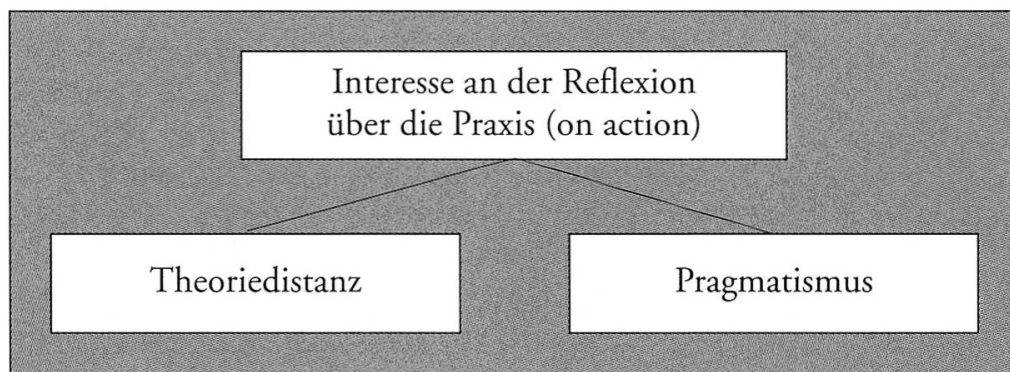 Interesse an der Reflexion
über die Praxis (on action)
Theoriedistanz
Pragmatismus